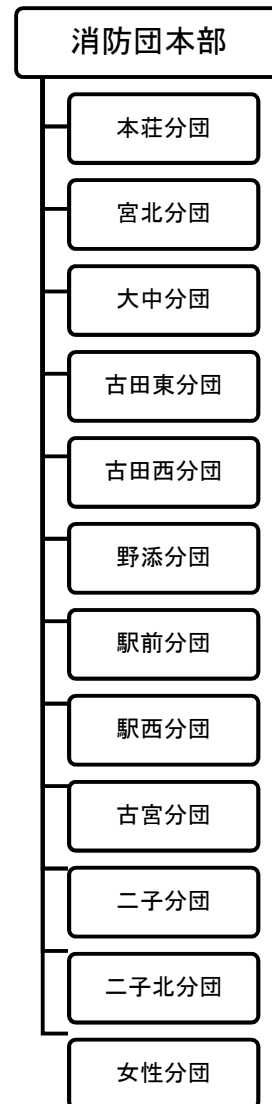 消防団本部
本荘分団
宮北分団
大中分団
古田東分団
古田西分団
野添分団
駅前分団
駅西分団
古宮分団
二子分団
二子北分団
女性分団